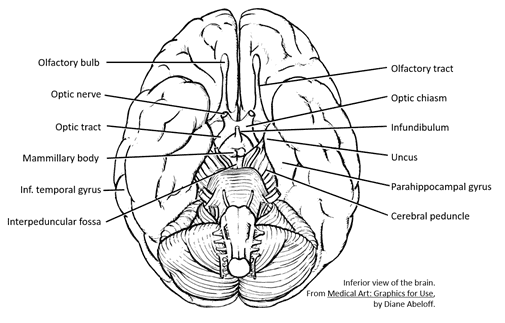 Olfactory bulb
Optic nerve
Optic tract
Mammillary body
Inf. temporal gyrus
Interpeduncular fossa
Olfactory tract
Optic chiasm
Infundibulum
Uncus
Parahippocampal gyrus
Cerebral peduncle
Inferior view of the brain.
From Medical Art: Graphics for Use,
by Diane Abeloff.